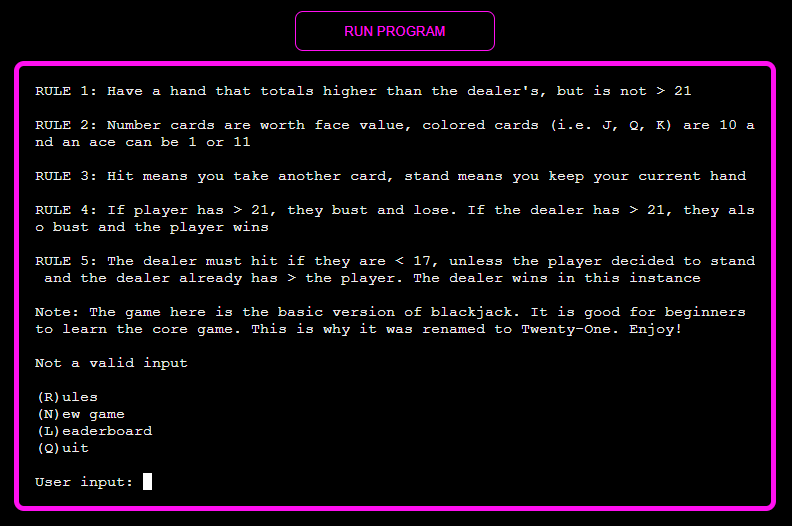 RUN PROGRAM
RULE 1: Have a hand that totals higher than the dealer's, but is not > 21
RULE 2: Number cards are worth face value, colored cards (i.e. J, Q, K) are 10 a
nd an ace can be 1 or 11
RULE 3: Hit means you take another card, stand means you keep your current hand
RULE 4: If player has > 21, they bust and lose. If the dealer has > 21, they als
o bust and the player wins
RULE 5: The dealer must hit if they are < 17, unless the player decided to stand
 and the dealer already has > the player. The dealer wins in this instance
Note: The game here is the basic version of blackjack. It is good for beginners
to learn the core game. This is why it was renamed to Twenty-One. Enjoy!
Not a valid input
(R)ules
(N)ew game
(L)eaderboard
(Q)uit
User input: